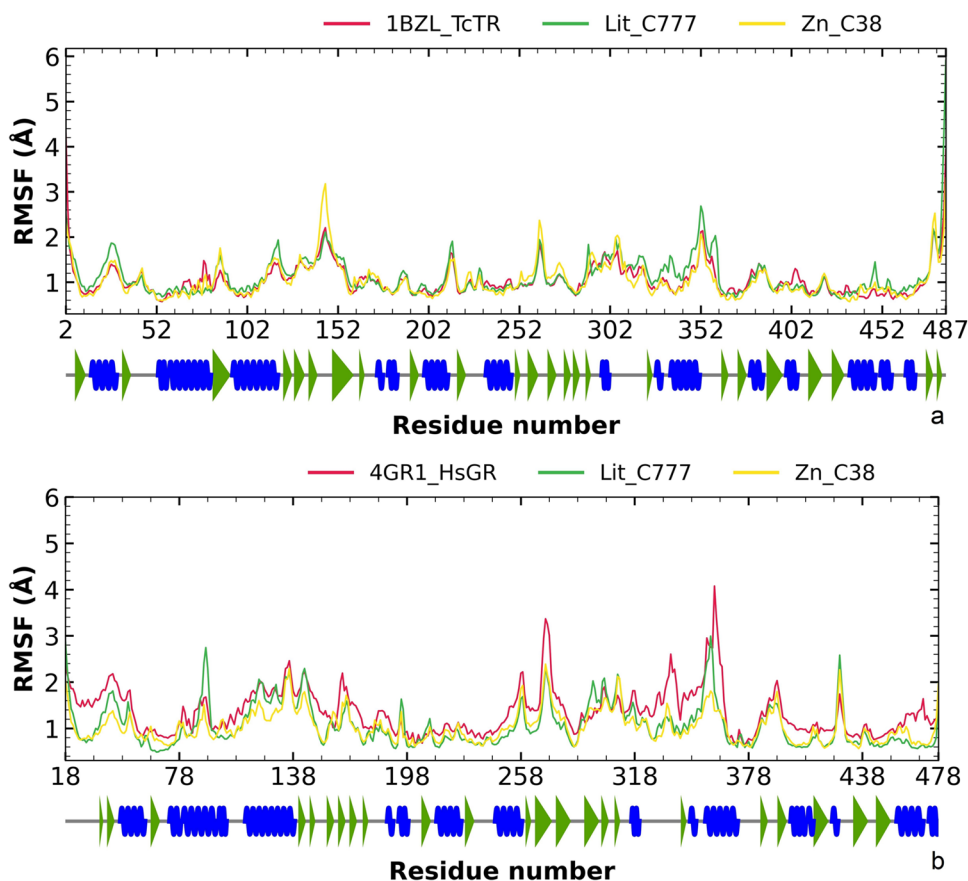 1BZL_TcTR Lit_C777 Zn_C38
RMSF (Å)
6
5
4
3
2
1
2 52 102 152 202 252 302 352 402 452 487
Residue number
a
4GR1_HsGR Lit_C777 Zn_C38
RMSF (Å)
6
5
4
3
2
1
18 78 138 198 258 318 378 438 478
Residue number
b